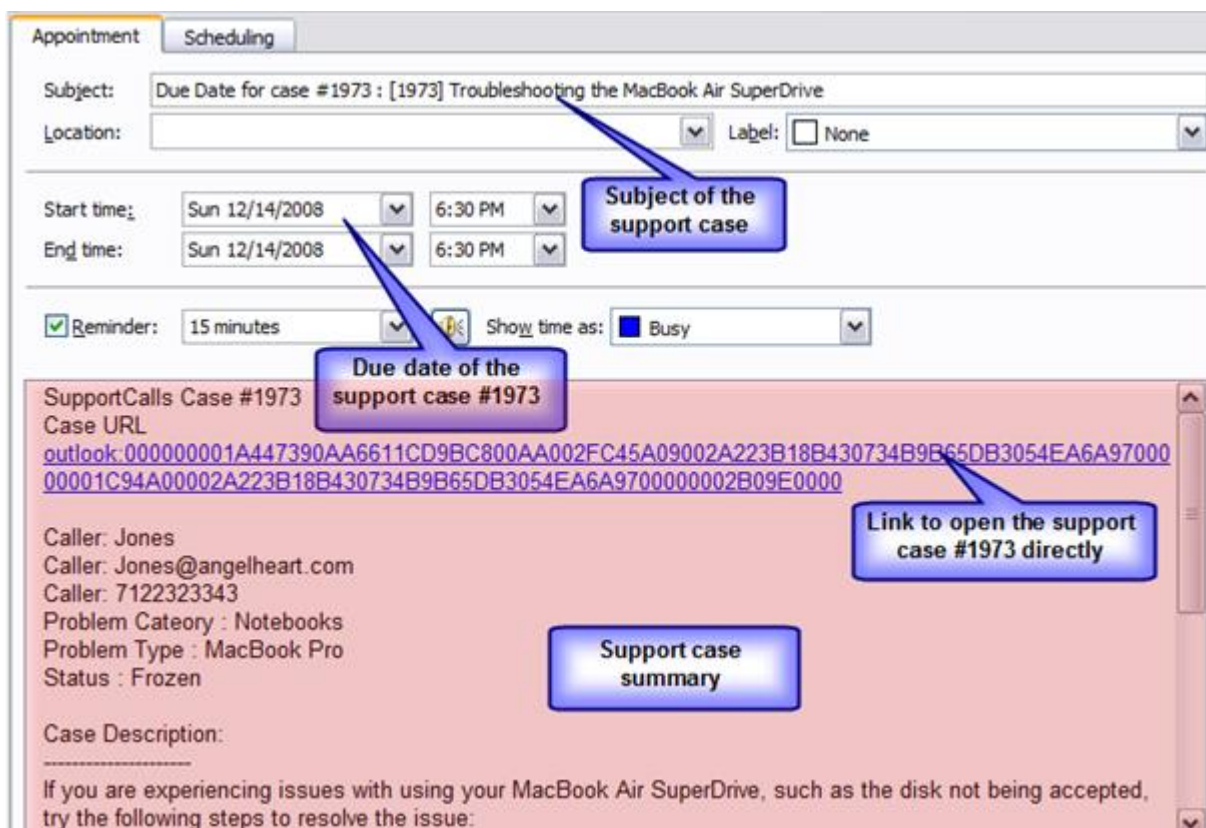 Appointment Scheduling
Subject: Due Date for case #1973 : [1973] Troubleshooting the MacBook Air SuperDrive
Location: Label: None
Subject of the
support case
Start time: Sun 12/14/2008 6:30 PM
End time: Sun 12/14/2008 6:30 PM
Reminder: 15 minutes Show time as: Busy
Due date of the
support case #1973
SupportCalls Case #1973
Case URL
outlook:000000001A447390AA6611CD9BC800AA002FC45A09002A223B18B430734B9B65DB3054EA6A97000
00001C94A00002A223B18B430734B9B65DB3054EA6A9700000002B09E0000
Link to open the support
case #1973 directly
Caller: Jones
Caller: Jones@angelheart.com
Caller: 7122323343
Problem Cateory : Notebooks
Problem Type : MacBook Pro
Status : Frozen
Support case
summary
Case Description:
---------------------
If you are experiencing issues with using your MacBook Air SuperDrive, such as the disk not being accepted,
try the following steps to resolve the issue: